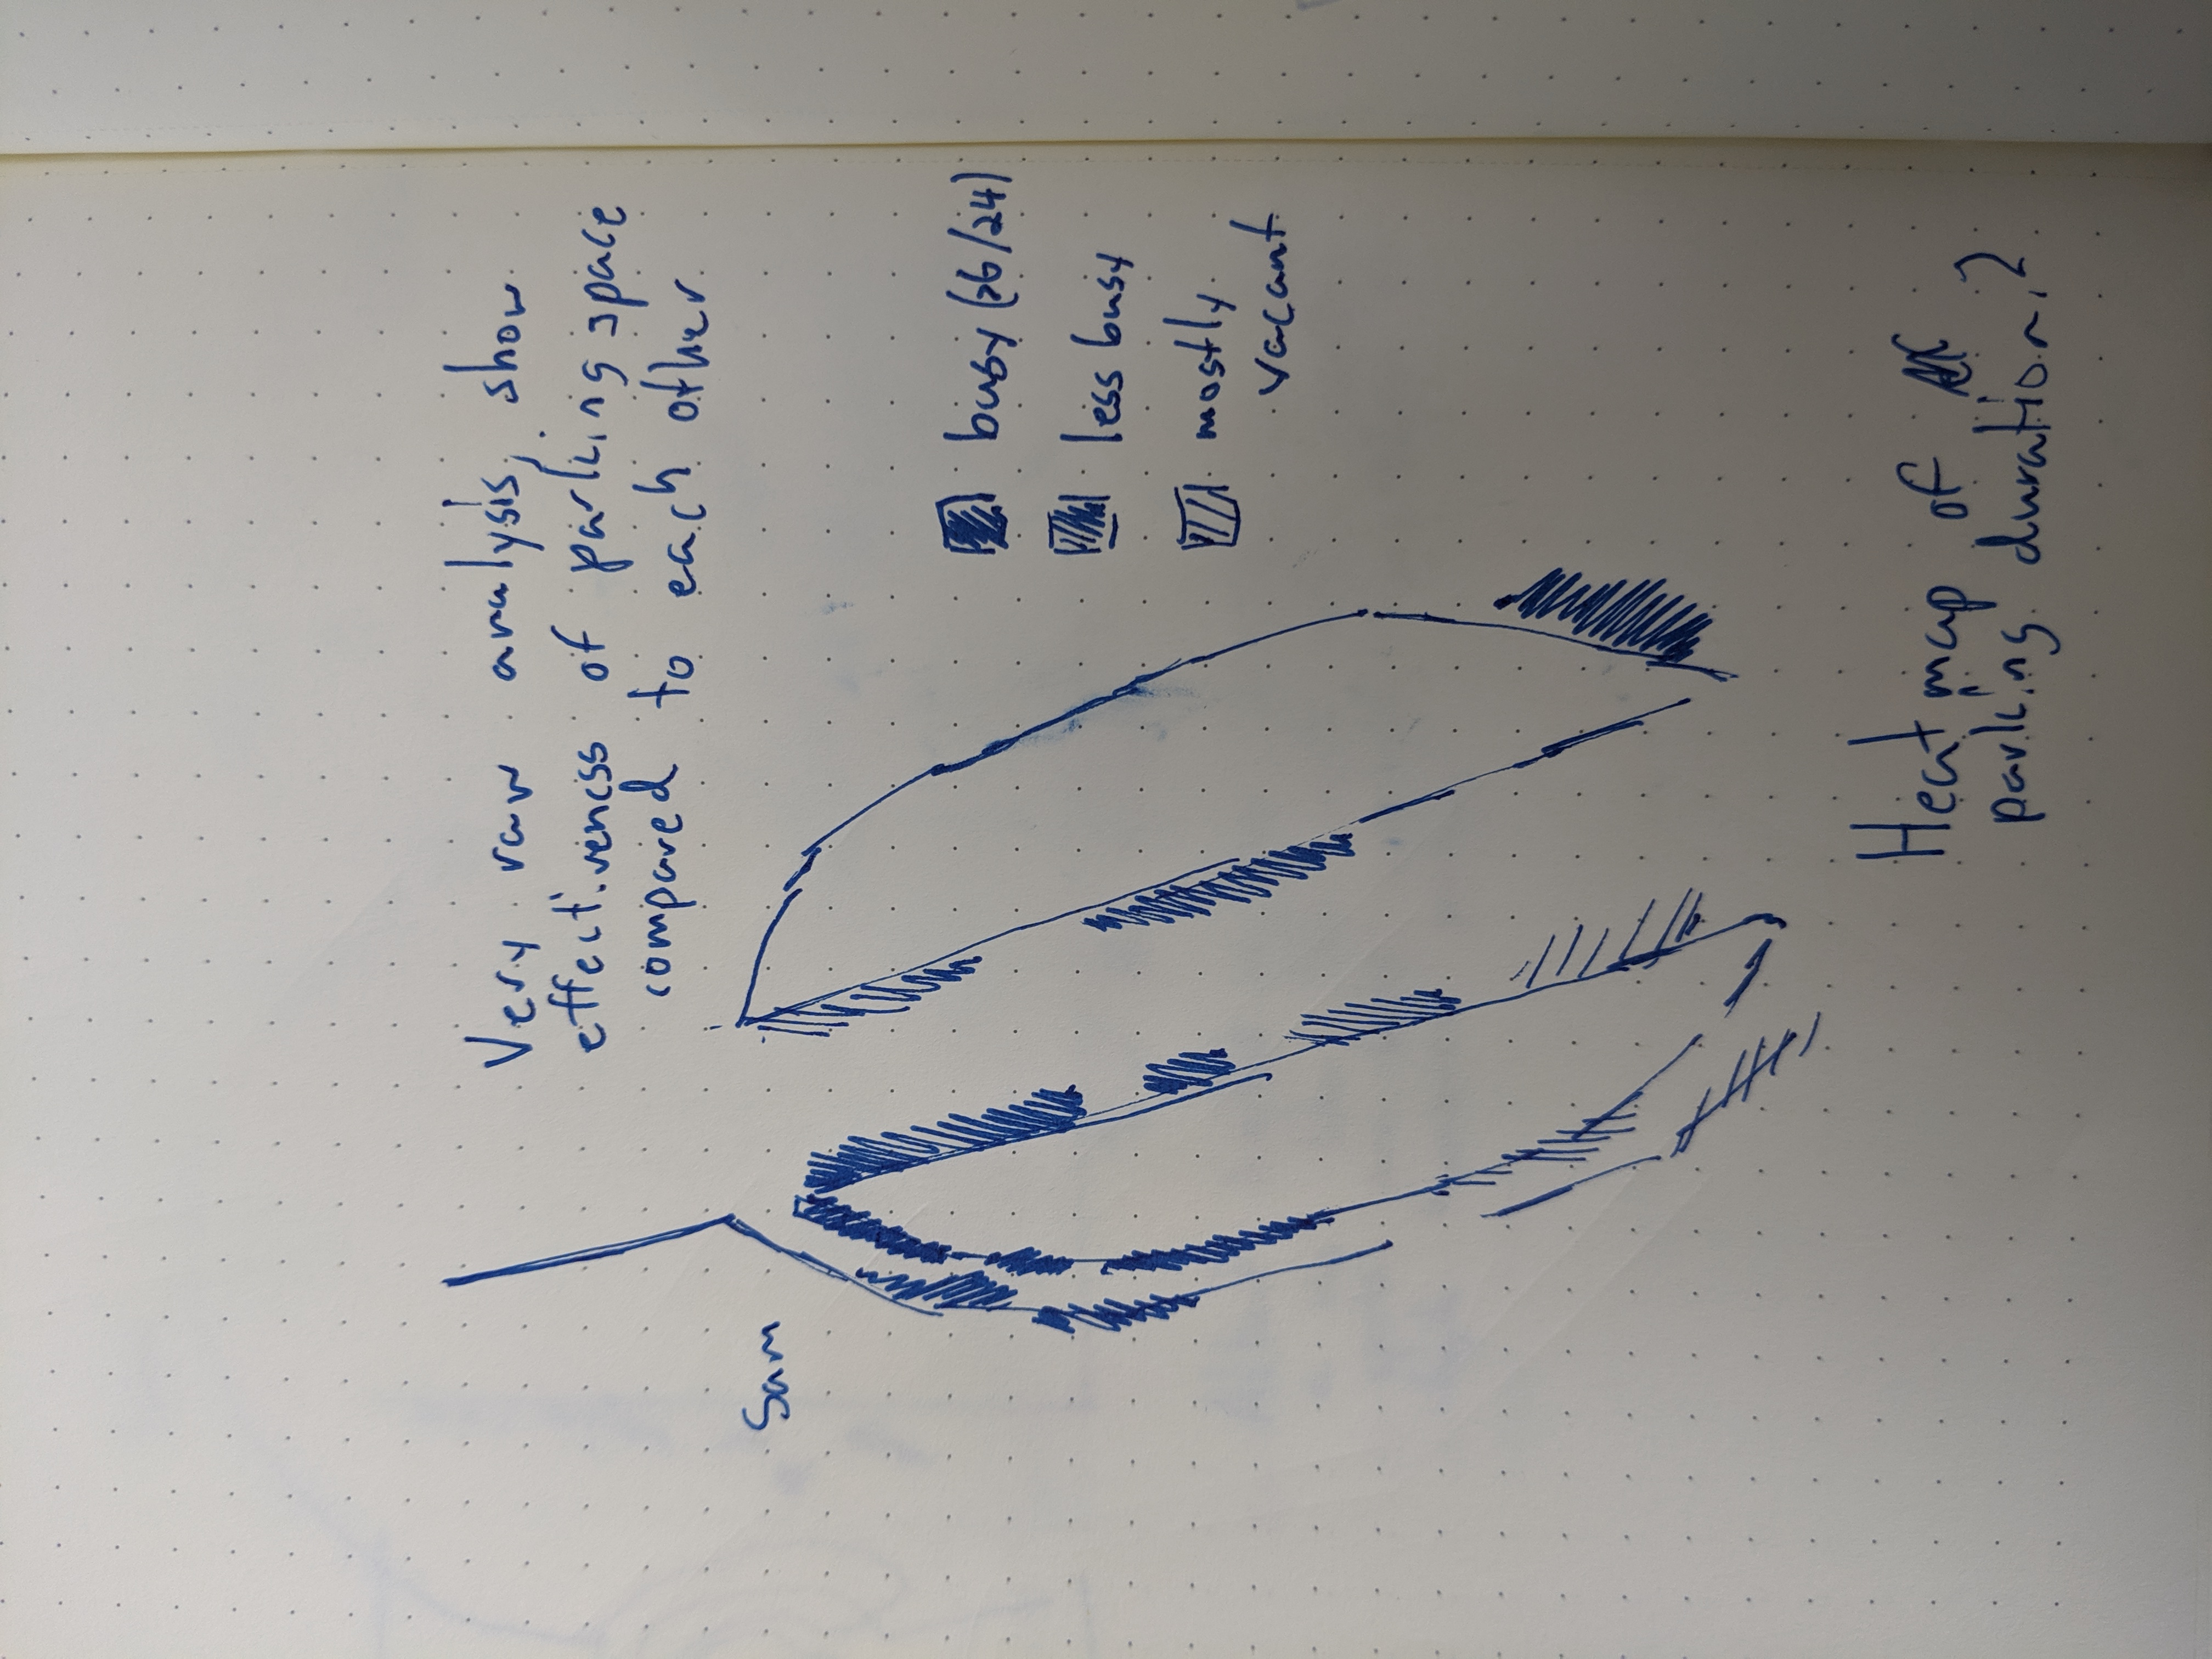 Very raw analysis, show
effectiveness of parking space
compared to each other.
Sam
busy (>6/24)
less busy
mostly
vacant
Heat map of
parking duration?